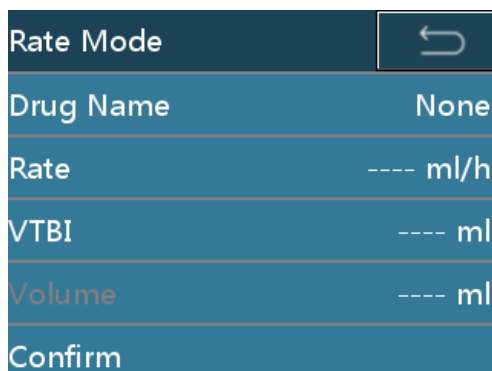 Rate Mode
Drug Name None
Rate ---- ml/h
VTBI ---- ml
Volume ---- ml
Confirm